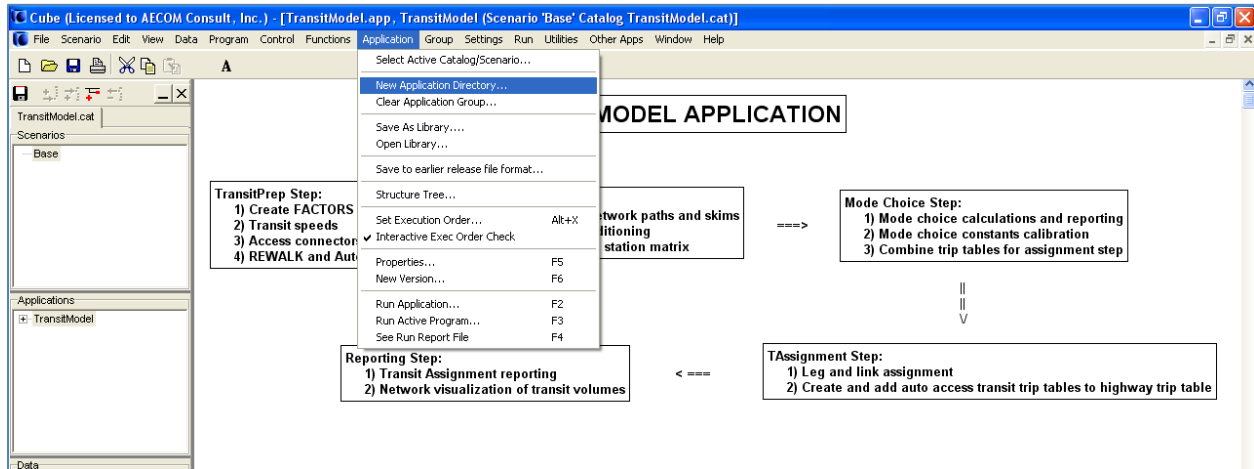 Cube (Licensed to AECOM Consult, Inc.) - [TransitModel.app, TransitModel (Scenario 'Base' Catalog TransitModel.cat)]
File Scenario Edit View Data Program Control Functions Application Group Settings Run Utilities Other Apps Window Help
A
TransitModel.cat
Scenarios
Base
Applications
TransitModel
Data
Select Active Catalog/Scenario...
New Application Directory...
Clear Application Group...
Save As Library....
Open Library...
Save to earlier release file format...
Structure Tree...
Set Execution Order... Alt+X
Interactive Exec Order Check
Properties... F5
New Version... F6
Run Application... F2
Run Active Program... F3
See Run Report File F4
MODEL APPLICATION
TransitPrep Step:
1) Create FACTORS
2) Transit speeds
3) Access connectors
4) REWALK and Aut
etwork paths and skims
litioning
station matrix
===>
Mode Choice Step:
1) Mode choice calculations and reporting
2) Mode choice constants calibration
3) Combine trip tables for assignment step
||
||
V
TAssignment Step:
1) Leg and link assignment
2) Create and add auto access transit trip tables to highway trip table
< ===
Reporting Step:
1) Transit Assignment reporting
2) Network visualization of transit volumes